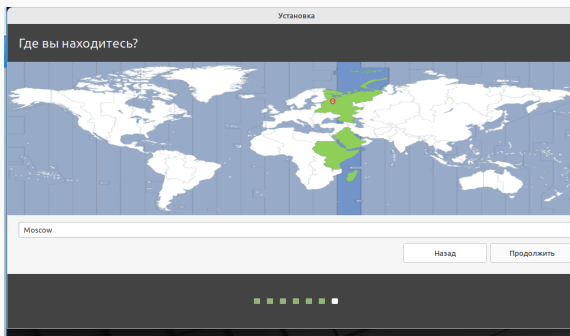 Установка
Где вы находитесь?
Moscow
Назад
Продолжить